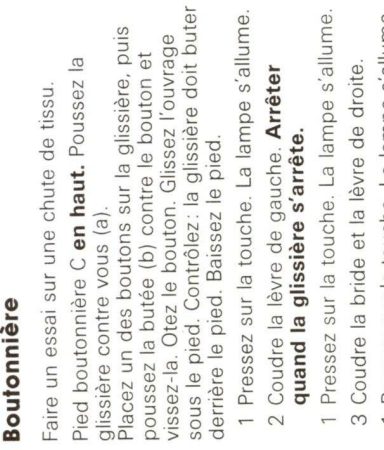 Boutonnière
Faire un essai sur une chute de tissu.
Pied boutonnière C en haut. Poussez la
glissière contre vous (a).
Placez un des boutons sur la glissière, puis
poussez la butée (b) contre le bouton et
vissez-la. Otez le bouton. Glissez l'ouvrage
sous le pied. Contrôlez: la glissière doit buter
derrière le pied. Baissez le pied.
1 Pressez sur la touche. La lampe s'allume.
2 Coudre la lèvre de gauche. Arrêter
quand la glissière s'arrête.
1 Pressez sur la touche. La lampe s'allume.
3 Coudre la bride et la lèvre de droite.